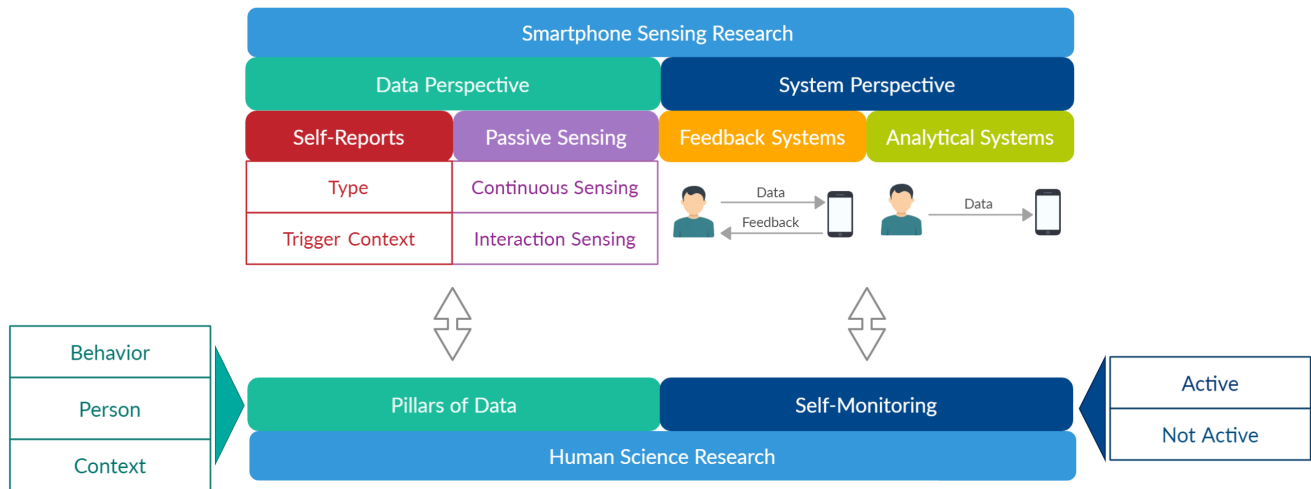 Smartphone Sensing Research
Data Perspective
System Perspective
Self-Reports
Passive Sensing
Feedback Systems
Analytical Systems
Type
Continuous Sensing
Data
Data
Feedback
Trigger Context
Interaction Sensing
Behavior
Person
Context
Pillars of Data
Self-Monitoring
Active
Not Active
Human Science Research